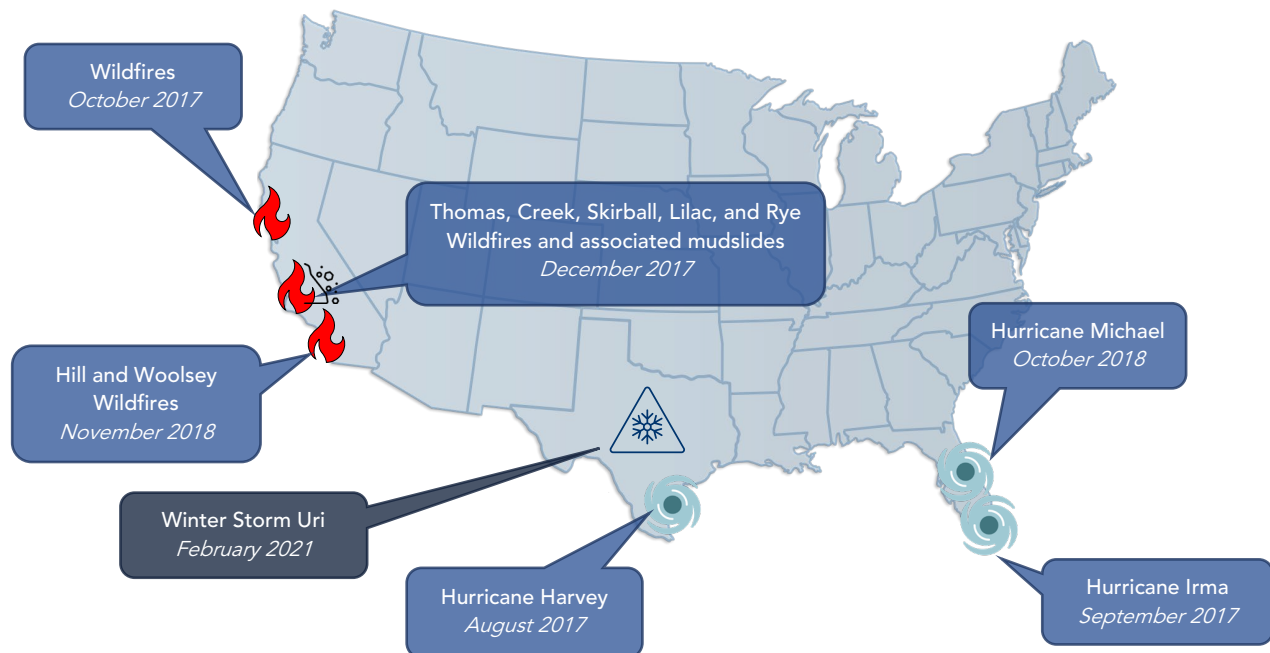 Wildfires
October 2017
Thomas, Creek, Skirball, Lilac, and Rye
Wildfires and associated mudslides
December 2017
Hurricane Michael
October 2018
Hill and Woolsey
Wildfires
November 2018
Winter Storm Uri
February 2021
Hurricane Harvey
August 2017
Hurricane Irma
September 2017